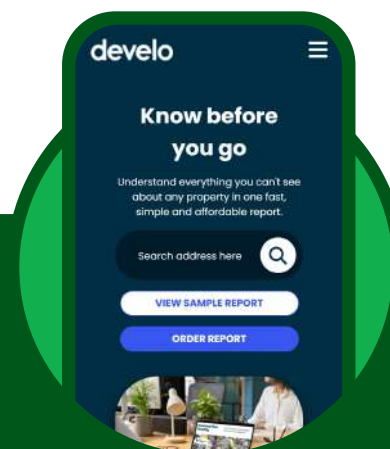 develo
Know before
you go
Understand everything you can't see
about any property in one fast,
simple and affordable report.
Search address here
VIEW SAMPLE REPORT
ORDER REPORT